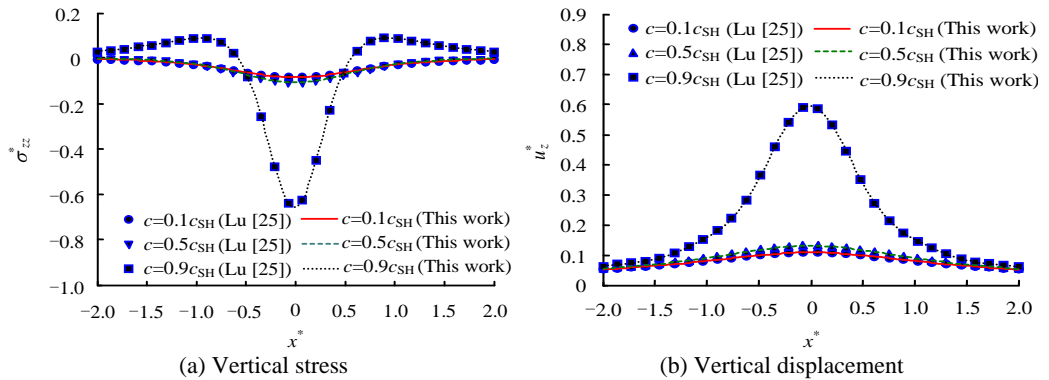 0.2
0
−0.2
−0.4
−0.6
−0.8
−1.0
σ*zz
c=0.1cSH (Lu [25])
c=0.5cSH (Lu [25])
c=0.9cSH (Lu [25])
c=0.1cSH (This work)
c=0.5cSH (This work)
c=0.9cSH (This work)
−2.0 −1.5 −1.0 −0.5 0 0.5 1.0 1.5 2.0
x*
(a) Vertical stress
0.9
0.8
0.7
0.6
0.5
0.4
0.3
0.2
0.1
0
u*z
c=0.1cSH (Lu [25])
c=0.5cSH (Lu [25])
c=0.9cSH (Lu [25])
c=0.1cSH (This work)
c=0.5cSH (This work)
c=0.9cSH (This work)
−2.0 −1.5 −1.0 −0.5 0 0.5 1.0 1.5 2.0
x*
(b) Vertical displacement